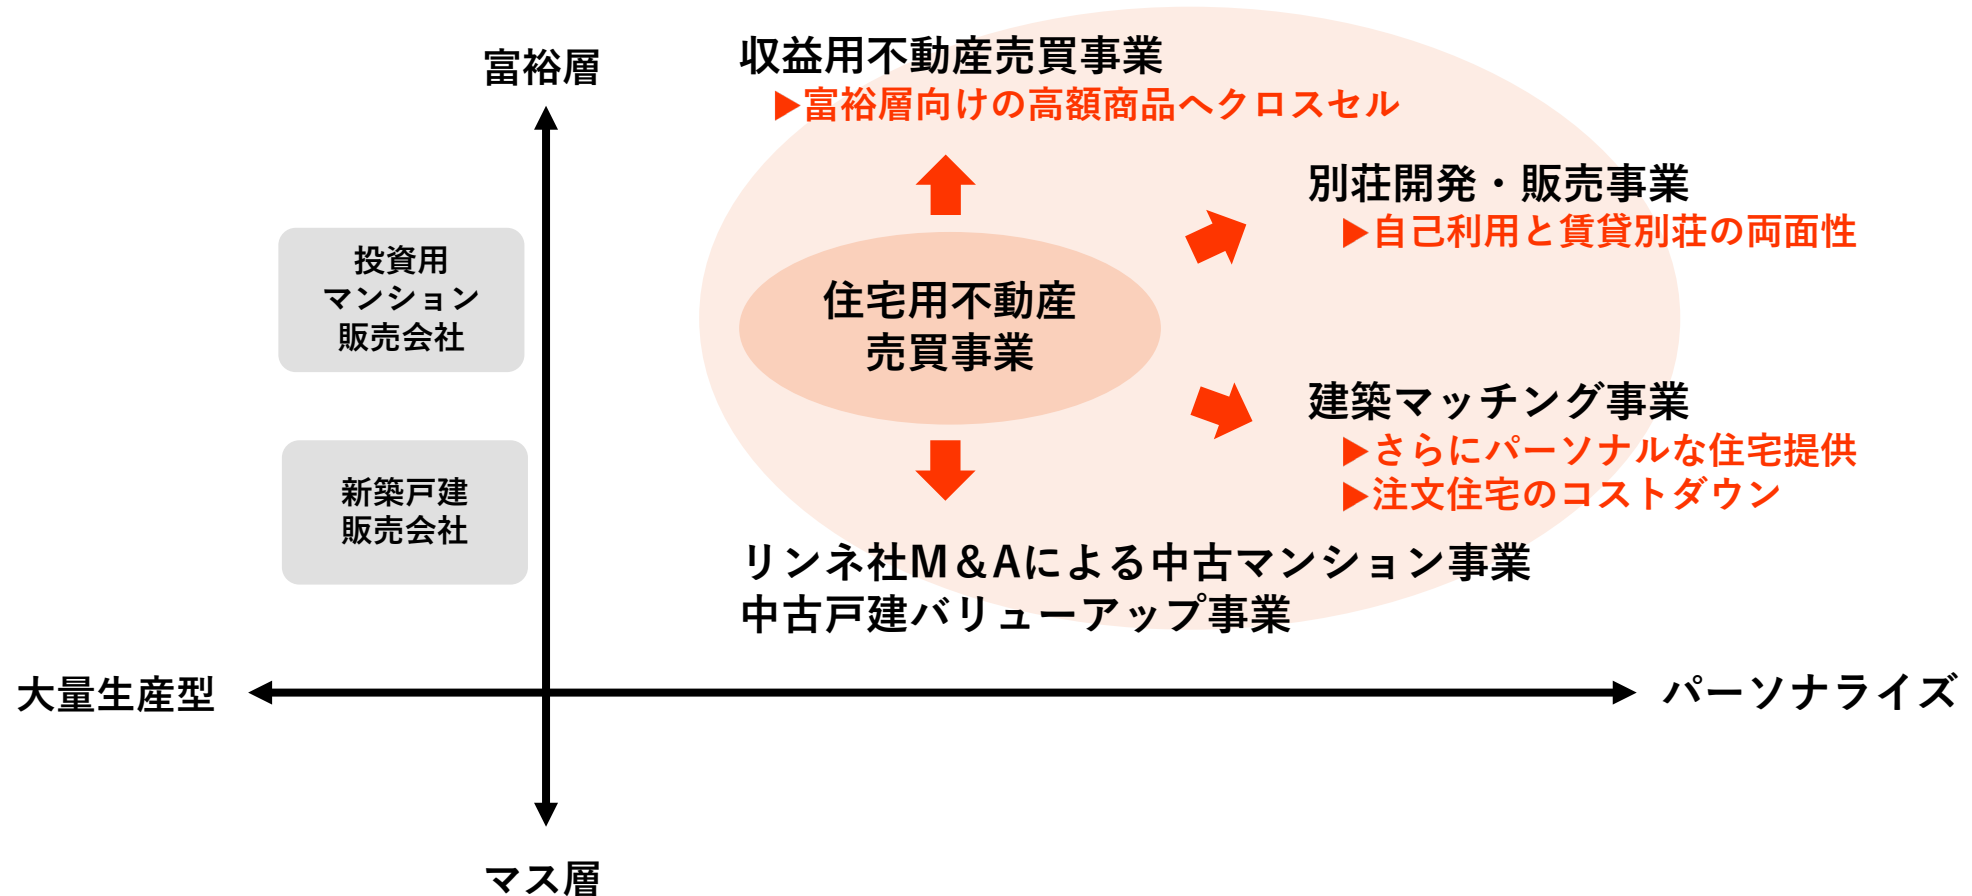 富裕層
収益用不動産売買事業
▶富裕層向けの高額商品へクロスセル
別荘開発・販売事業
▶自己利用と賃貸別荘の両面性
投資用
マンション
販売会社
住宅用不動産
売買事業
建築マッチング事業
▶さらにパーソナルな住宅提供
▶注文住宅のコストダウン
新築戸建
販売会社
リンネ社M&Aによる中古マンション事業
中古戸建バリューアップ事業
大量生産型
パーソナライズ
マス層